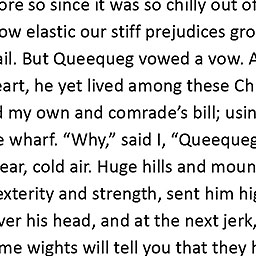 ore so since it was so chilly out of
ow elastic our stiff prejudices gro
ail. But Queequeg vowed a vow. A
eart, he yet lived among these Ch
d my own and comrade’s bill; usin
e wharf. “Why,” said I, “Queequeg
ear, cold air. Huge hills and moun
exterity and strength, sent him hig
ver his head, and at the next jerk,
me wights will tell you that they h